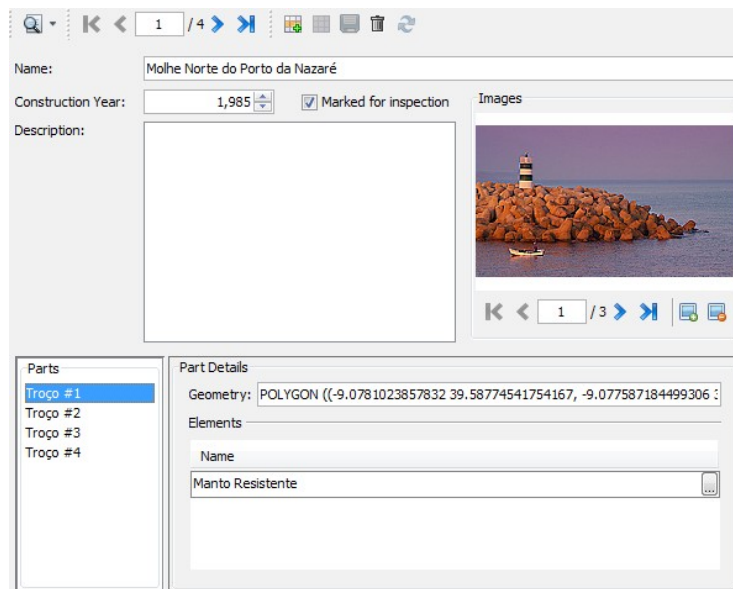 1 / 4
Name: Molhe Norte do Porto da Nazaré
Construction Year: 1,985 Marked for inspection
Images
Description:
1 / 3
Parts
Troço #1
Troço #2
Troço #3
Troço #4
Part Details
Geometry: POLYGON ((-9.0781023857832 39.58774541754167, -9.077587184499306
Elements
Name
Manto Resistente
...